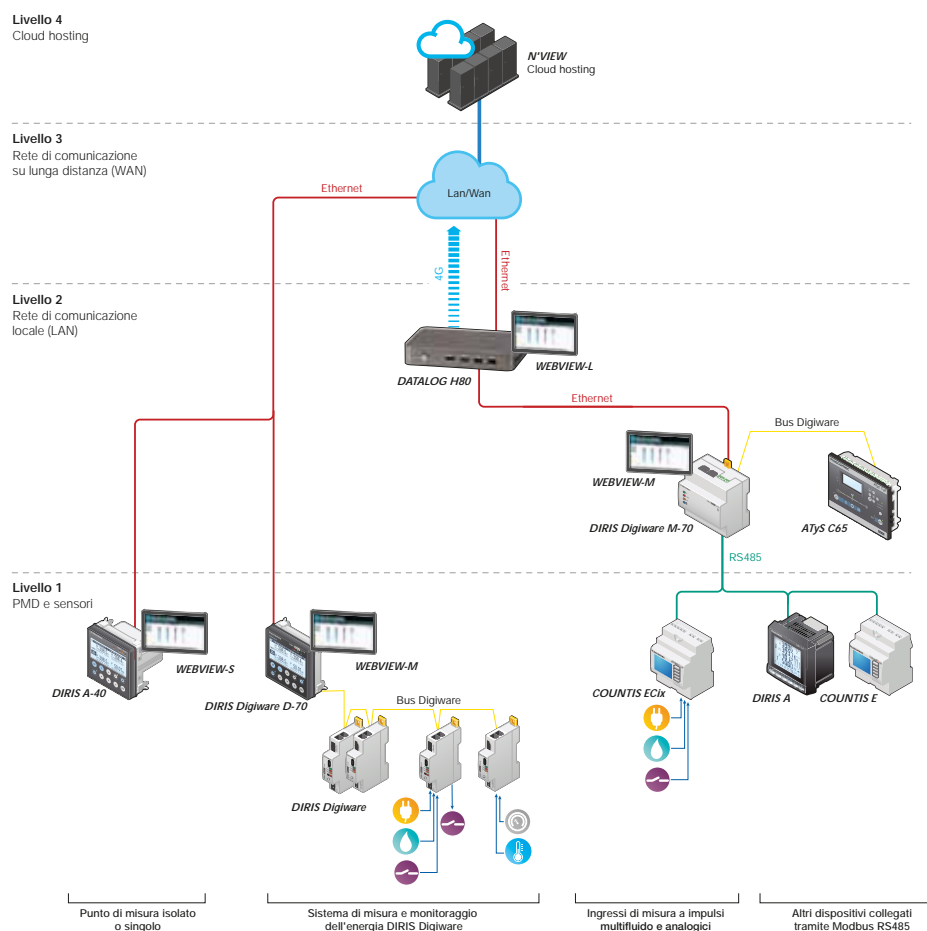 Livello 4
Cloud hosting
N'VIEW
Cloud hosting
Livello 3
Rete di comunicazione
su lunga distanza (WAN)
Ethernet
Lan/Wan
4G
Ethernet
Livello 2
Rete di comunicazione
locale (LAN)
WEBVIEW-L
DATALOG H80
Ethernet
Bus Digiware
WEBVIEW-M
DIRIS Digiware M-70
ATyS C65
RS485
Livello 1
PMD e sensori
WEBVIEW-S
WEBVIEW-M
DIRIS A-40
DIRIS Digiware D-70
COUNTIS ECix
DIRIS A
COUNTIS E
Bus Digiware
DIRIS Digiware
Punto di misura isolato
o singolo
Sistema di misura e monitoraggio
dell'energia DIRIS Digiware
Ingressi di misura a impulsi
multifluido e analogici
Altri dispositivi collegati
tramite Modbus RS485